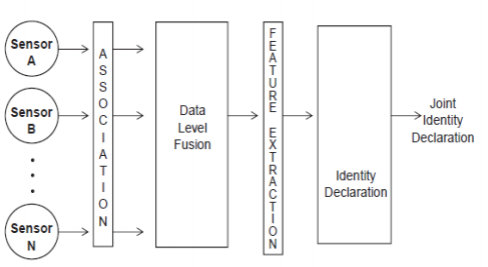 Sensor
A
Sensor
B
Sensor
N
ASSOCIATION
Data
Level
Fusion
FEATURE EXTRACTION
Identity
Declaration
Joint
Identity
Declaration